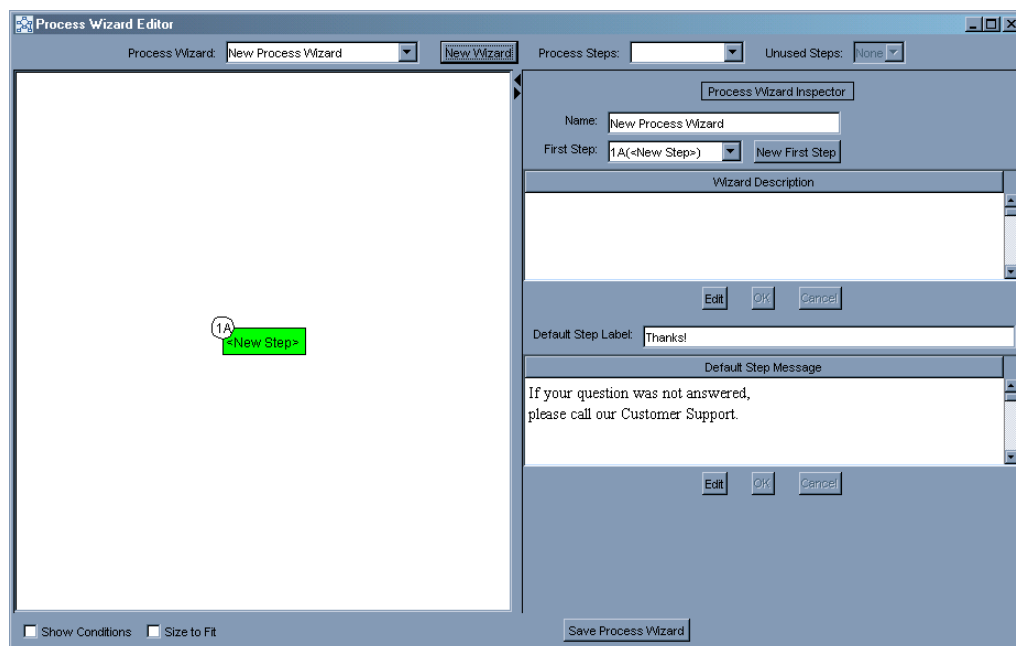 Process Wizard Editor
Process Wizard: New Process Wizard New Wizard Process Steps: Unused Steps: None
Process Wizard Inspector
Name: New Process Wizard
First Step: 1A(<New Step>) New First Step
Wizard Description
Edit OK Cancel
1A
<New Step>
Default Step Label: Thanks!
Default Step Message
If your question was not answered,
please call our Customer Support.
Edit OK Cancel
Show Conditions Size to Fit Save Process Wizard